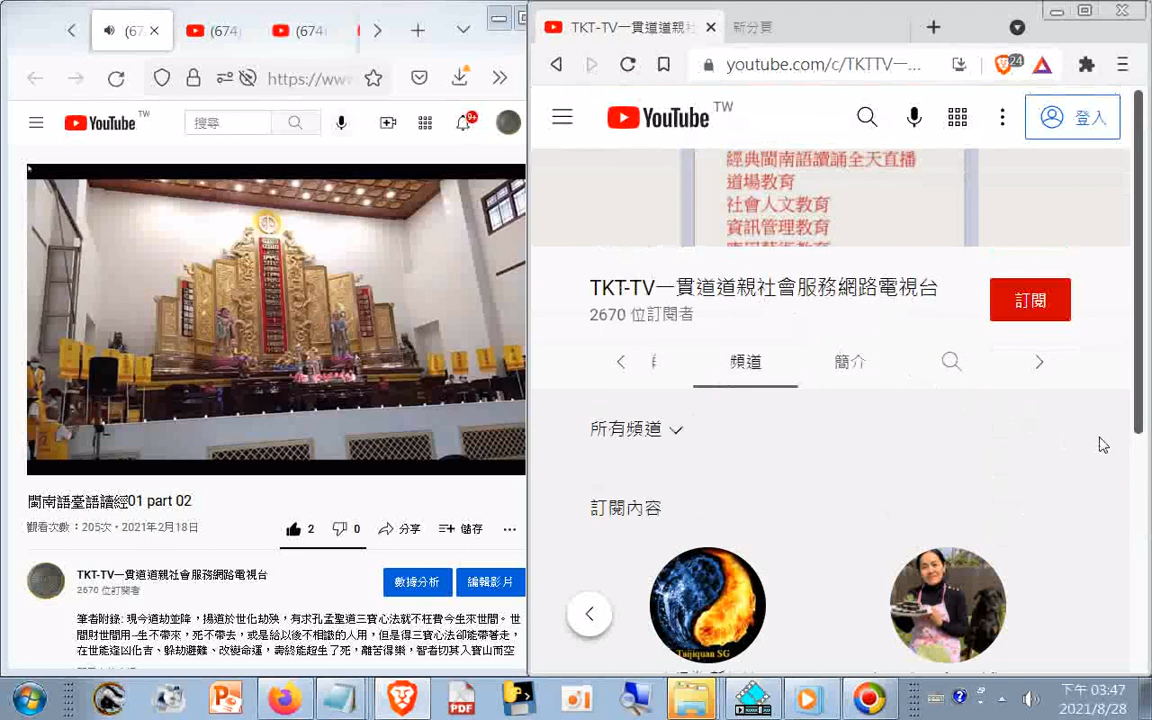 (67
(674)
(674
https://www
YouTube TW
搜尋
9+
閩南語臺語讀經01 part 02
觀看次數：205次・2021年2月18日
2
0
分享
儲存
TKT-TV一貫道道親社會服務網路電視台
2670 位訂閱者
數據分析
編輯影片
筆者附錄: 現今道劫並降，揚道於世化劫殃，有求孔孟聖道三寶心法就不枉費今生來世間。世
間財世間用─生不帶來，死不帶去，或是給以後不相識的人用，但是得三寶心法卻能帶著走，
在世能逢凶化吉、躲劫避難、改變命運，壽終能超生了死，離苦得樂，智者切莫入寶山而空
TKT-TV一貫道道親社
新分頁
youtube.com/c/TKTTV一...
24
YouTube TW
登入
經典閩南語讀誦全天直播
道場教育
社會人文教育
資訊管理教育
TKT-TV一貫道道親社會服務網路電視台
2670 位訂閱者
訂閱
頻道
簡介
所有頻道
訂閱內容
Taijiquan SG
PDF
下午 03:47
2021/8/28